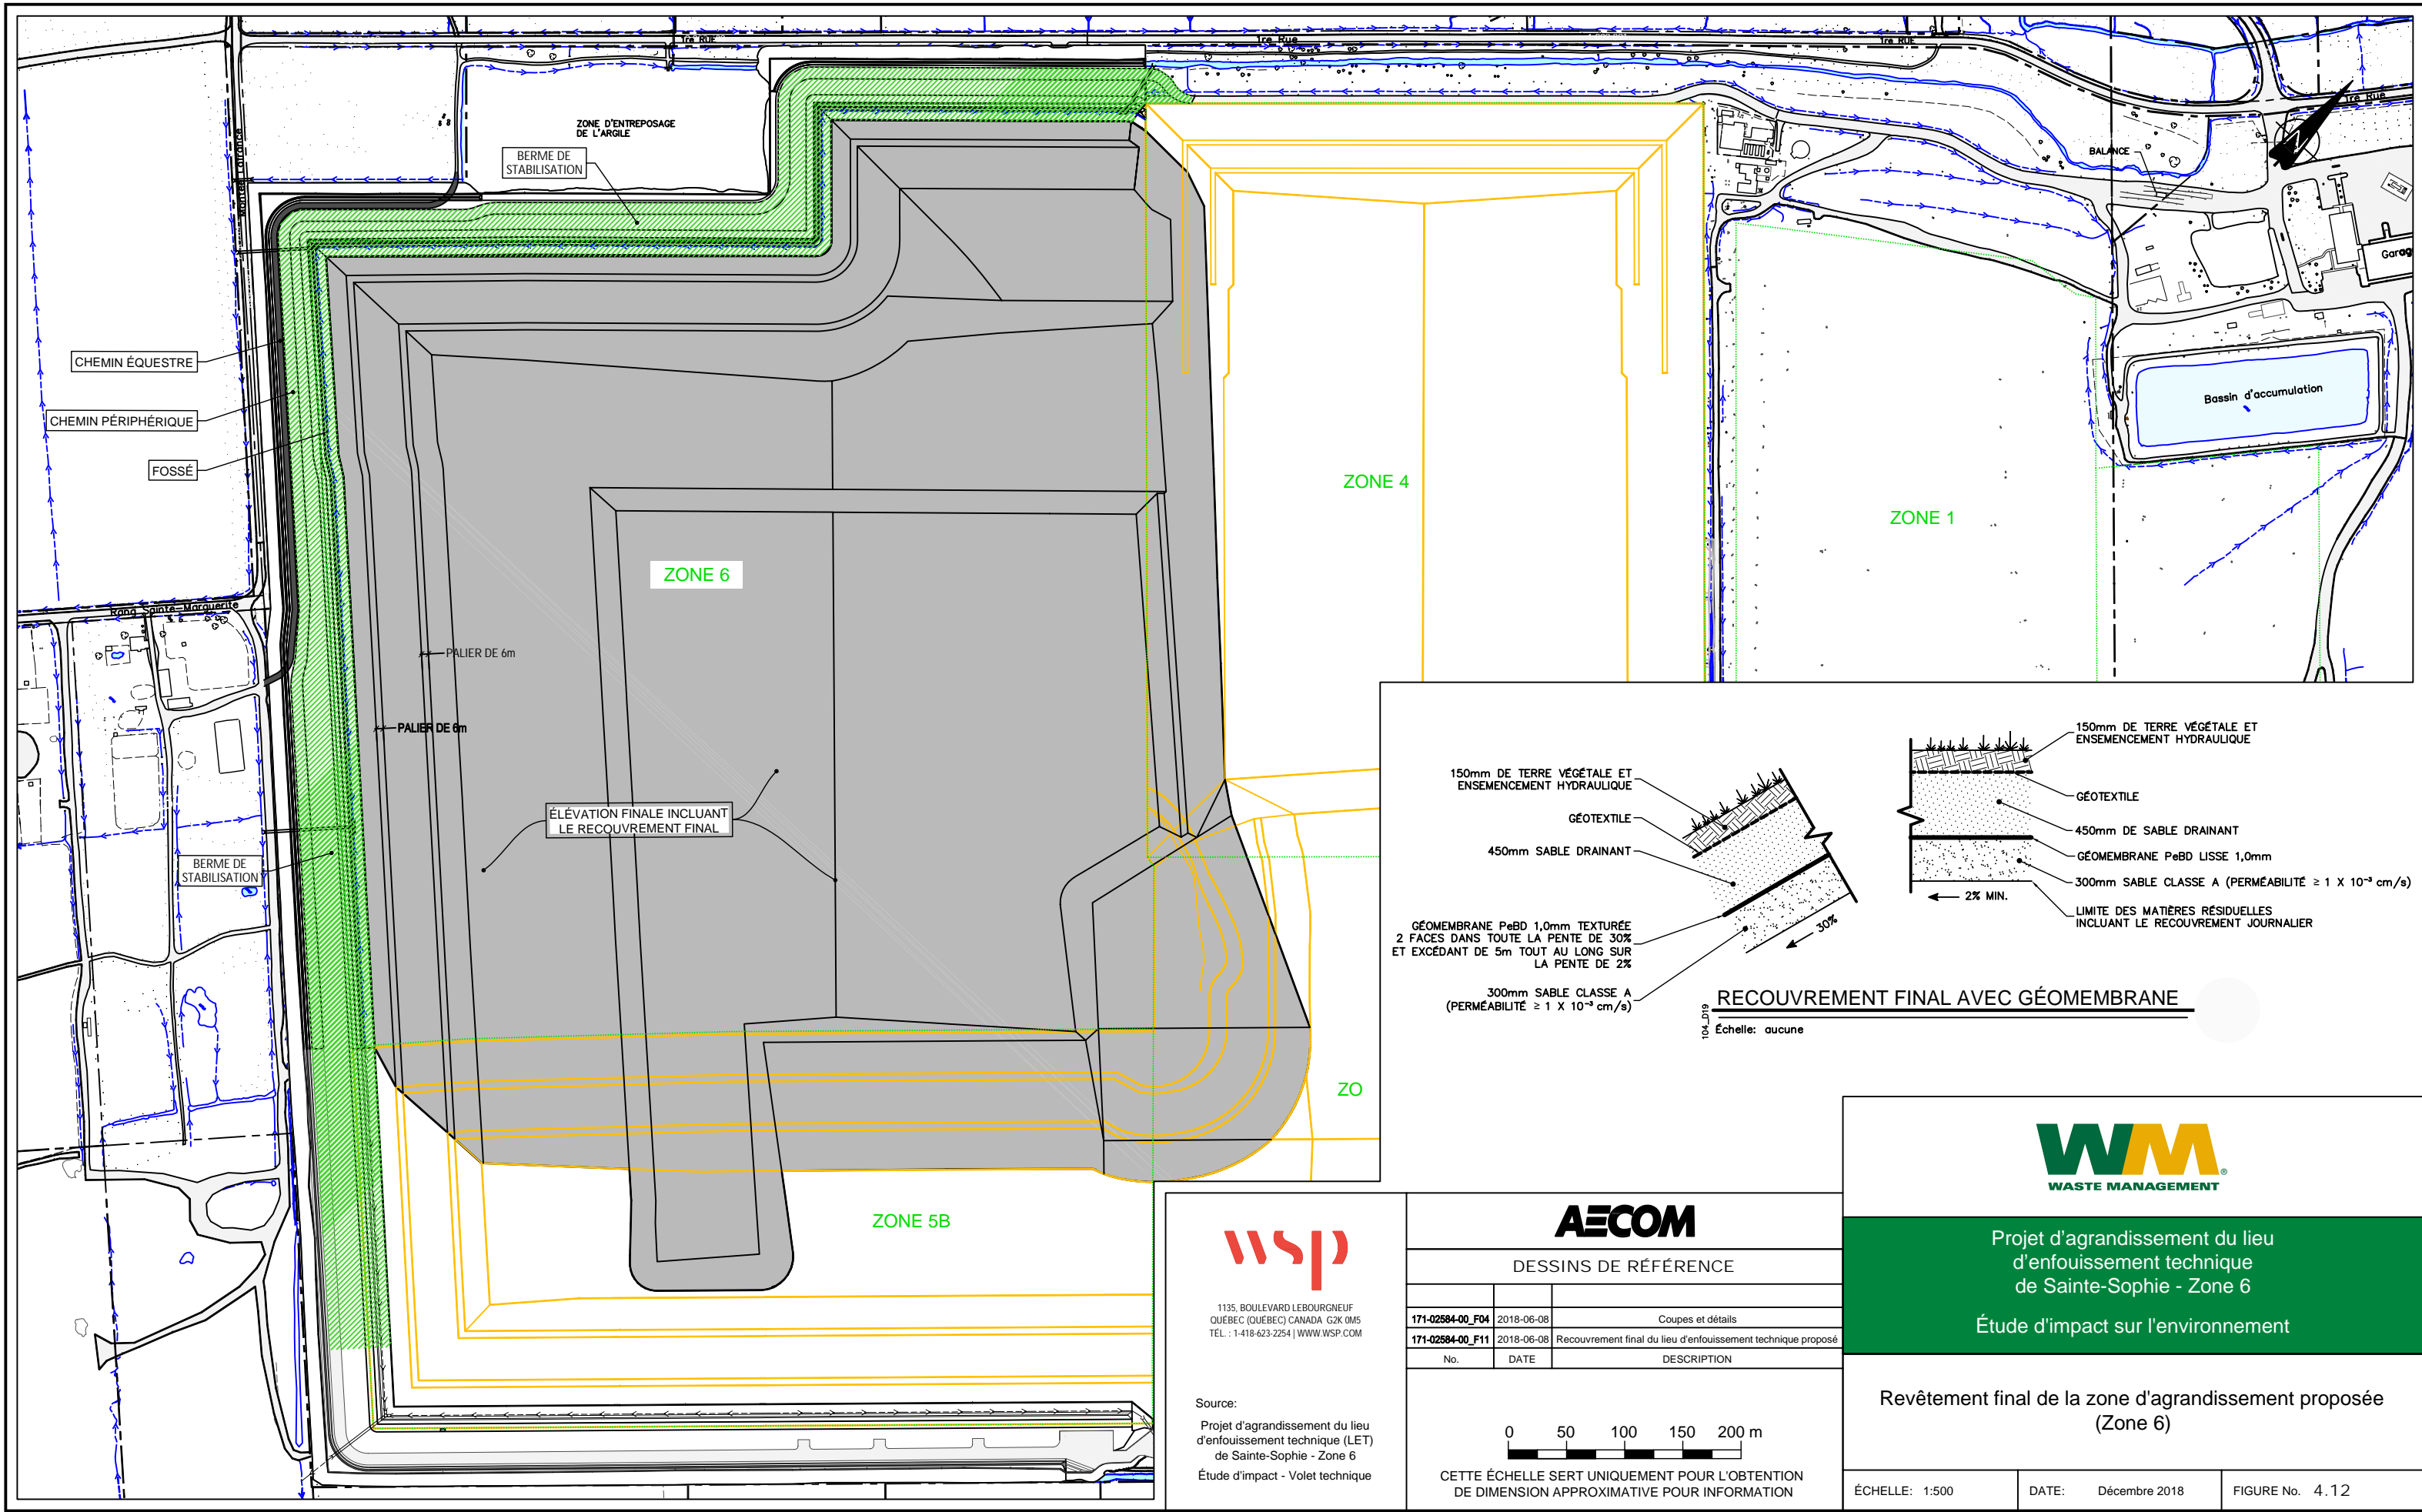 1re RUE
1re Rue
1re RUE
1re Rue
Montée Lafrance
ZONE D'ENTREPOSAGE
DE L'ARGILE
BERME DE
STABILISATION
BALANCE
Garag
CHEMIN ÉQUESTRE
CHEMIN PÉRIPHÉRIQUE
FOSSÉ
Bassin d'accumulation
ZONE 4
ZONE 1
ZONE 6
Rang Sainte-Marguerite
PALIER DE 6m
PALIER DE 6m
ÉLÉVATION FINALE INCLUANT
LE RECOUVREMENT FINAL
BERME DE
STABILISATION
ZO
ZONE 5B
150mm DE TERRE VÉGÉTALE ET
ENSEMENCEMENT HYDRAULIQUE
GÉOTEXTILE
450mm SABLE DRAINANT
GÉOMEMBRANE PeBD 1,0mm TEXTURÉE
2 FACES DANS TOUTE LA PENTE DE 30%
ET EXCÉDANT DE 5m TOUT AU LONG SUR
LA PENTE DE 2%
300mm SABLE CLASSE A
(PERMÉABILITÉ ≥ 1 X 10⁻³ cm/s)
30%
150mm DE TERRE VÉGÉTALE ET
ENSEMENCEMENT HYDRAULIQUE
GÉOTEXTILE
450mm DE SABLE DRAINANT
GÉOMEMBRANE PeBD LISSE 1,0mm
300mm SABLE CLASSE A (PERMÉABILITÉ ≥ 1 X 10⁻³ cm/s)
2% MIN.
LIMITE DES MATIÈRES RÉSIDUELLES
INCLUANT LE RECOUVREMENT JOURNALIER
104_D19
RECOUVREMENT FINAL AVEC GÉOMEMBRANE
Échelle: aucune
wsp
1135, BOULEVARD LEBOURGNEUF
QUÉBEC (QUÉBEC) CANADA G2K 0M5
TÉL. : 1-418-623-2254 | WWW.WSP.COM
Source:
Projet d'agrandissement du lieu
d'enfouissement technique (LET)
de Sainte-Sophie - Zone 6
Étude d'impact - Volet technique
AECOM
DESSINS DE RÉFÉRENCE
171-02584-00_F04 2018-06-08 Coupes et détails
171-02584-00_F11 2018-06-08 Recouvrement final du lieu d'enfouissement technique proposé
No. DATE DESCRIPTION
0 50 100 150 200 m
CETTE ÉCHELLE SERT UNIQUEMENT POUR L'OBTENTION
DE DIMENSION APPROXIMATIVE POUR INFORMATION
WM®
WASTE MANAGEMENT
Projet d'agrandissement du lieu
d'enfouissement technique
de Sainte-Sophie - Zone 6
Étude d'impact sur l'environnement
Revêtement final de la zone d'agrandissement proposée
(Zone 6)
ÉCHELLE: 1:500 DATE: Décembre 2018 FIGURE No. 4.12